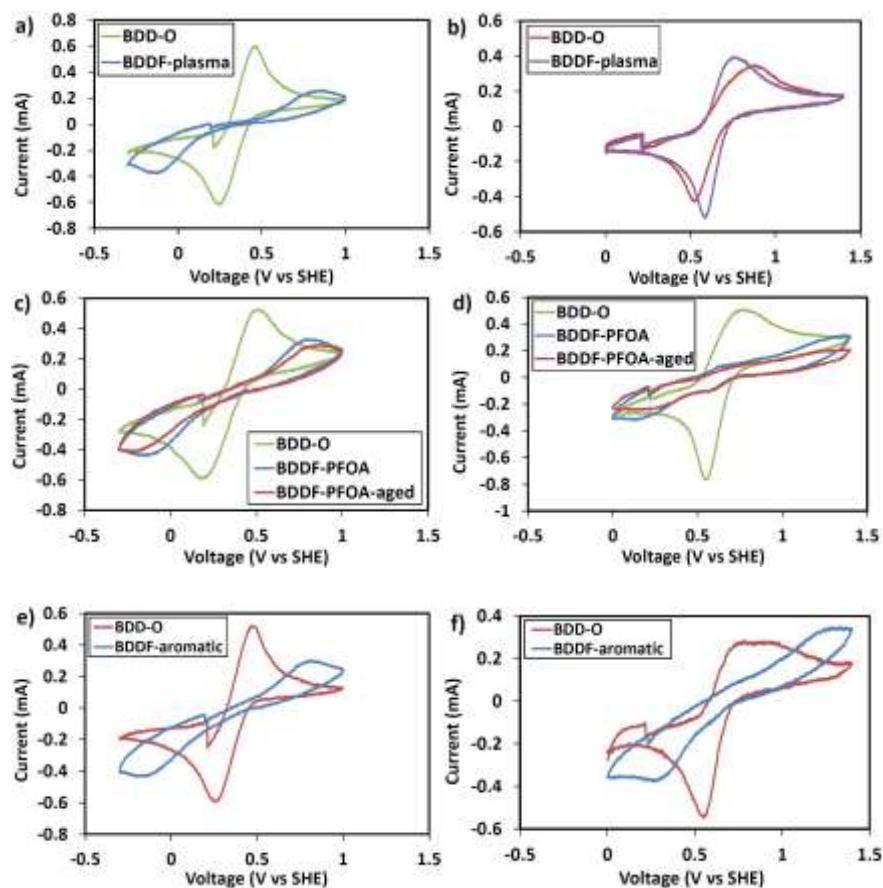 a)
0.8
0.6
0.4
0.2
0
-0.2
-0.4
-0.6
-0.8
BDD-O
BDDF-plasma
Current (mA)
-0.5 0 0.5 1 1.5
Voltage (V vs SHE)
b)
0.6
0.4
0.2
0
-0.2
-0.4
-0.6
BDD-O
BDDF-plasma
Current (mA)
-0.5 0 0.5 1 1.5
Voltage (V vs SHE)
c)
0.6
0.4
0.2
0
-0.2
-0.4
-0.6
-0.8
BDD-O
BDDF-PFOA
BDDF-PFOA-aged
Current (mA)
-0.5 0 0.5 1 1.5
Voltage (V vs SHE)
d)
0.6
0.4
0.2
0
-0.2
-0.4
-0.6
-0.8
-1
BDD-O
BDDF-PFOA
BDDF-PFOA-aged
Current (mA)
-0.5 0 0.5 1 1.5
Voltage (V vs SHE)
e)
0.6
0.4
0.2
0
-0.2
-0.4
-0.6
-0.8
BDD-O
BDDF-aromatic
Current (mA)
-0.5 0 0.5 1 1.5
Voltage (V vs SHE)
f)
0.4
0.2
0
-0.2
-0.4
-0.6
BDD-O
BDDF-aromatic
Current (mA)
-0.5 0 0.5 1 1.5
Voltage (V vs SHE)